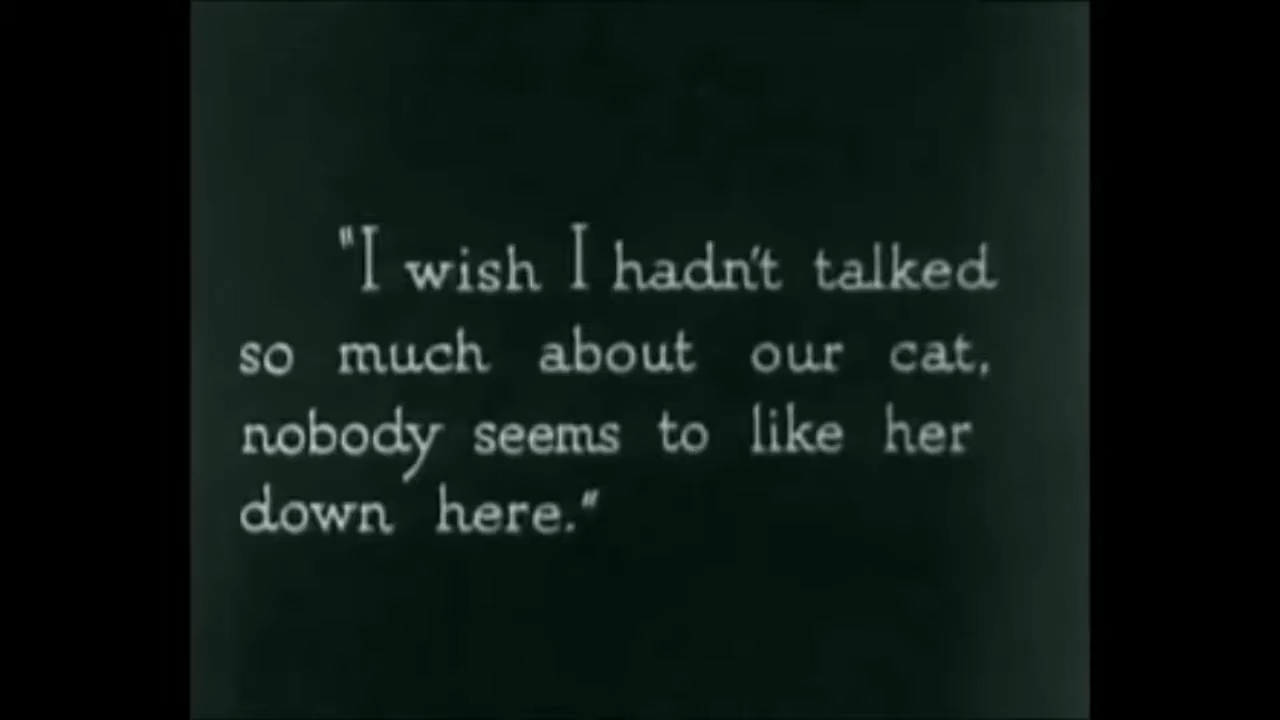 "I wish I hadn't talked
so much about our cat,
nobody seems to like her
down here."